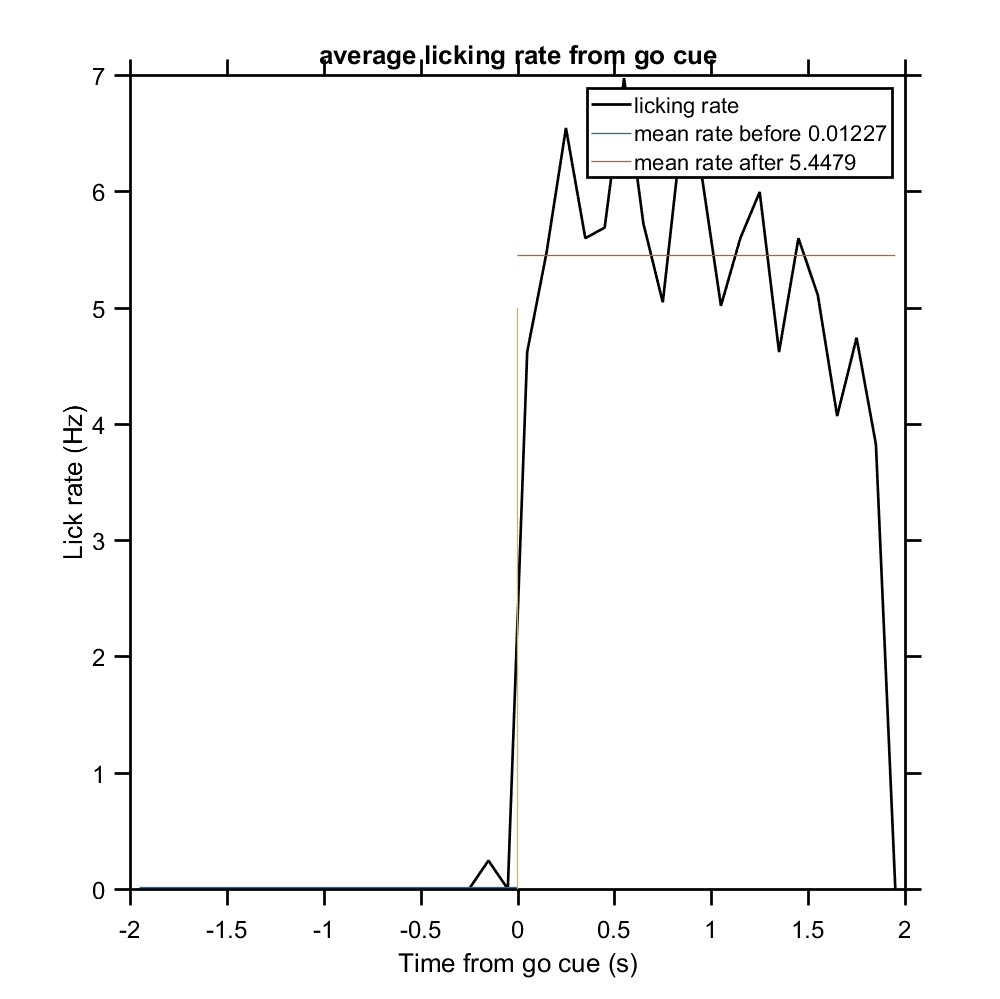 average licking rate from go cue
7
6
5
4
3
2
1
0
Lick rate (Hz)
licking rate
mean rate before 0.01227
mean rate after 5.4479
-2 -1.5 -1 -0.5 0 0.5 1 1.5 2
Time from go cue (s)